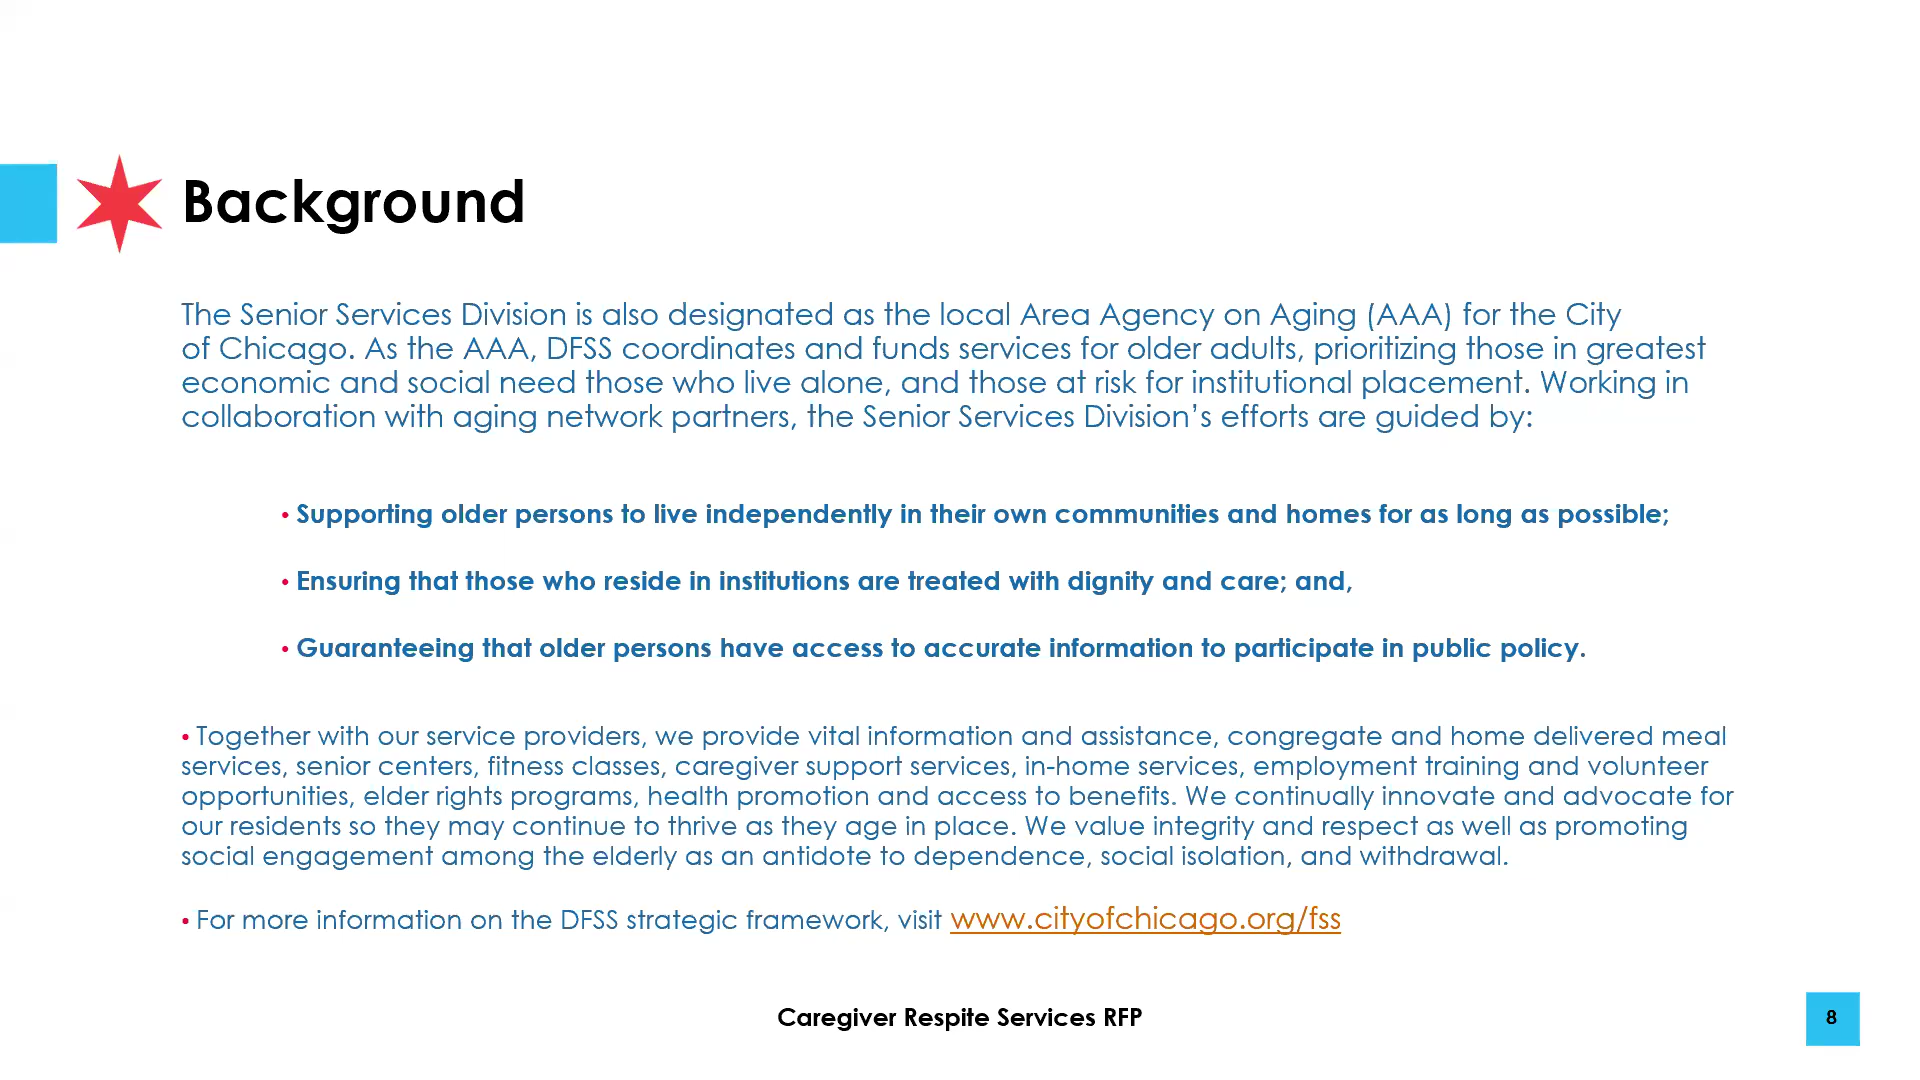 Background
The Senior Services Division is also designated as the local Area Agency on Aging (AAA) for the City
of Chicago. As the AAA, DFSS coordinates and funds services for older adults, prioritizing those in greatest
economic and social need those who live alone, and those at risk for institutional placement. Working in
collaboration with aging network partners, the Senior Services Division’s efforts are guided by:
• Supporting older persons to live independently in their own communities and homes for as long as possible;
• Ensuring that those who reside in institutions are treated with dignity and care; and,
• Guaranteeing that older persons have access to accurate information to participate in public policy.
• Together with our service providers, we provide vital information and assistance, congregate and home delivered meal
services, senior centers, fitness classes, caregiver support services, in-home services, employment training and volunteer
opportunities, elder rights programs, health promotion and access to benefits. We continually innovate and advocate for
our residents so they may continue to thrive as they age in place. We value integrity and respect as well as promoting
social engagement among the elderly as an antidote to dependence, social isolation, and withdrawal.
• For more information on the DFSS strategic framework, visit www.cityofchicago.org/fss
Caregiver Respite Services RFP
8